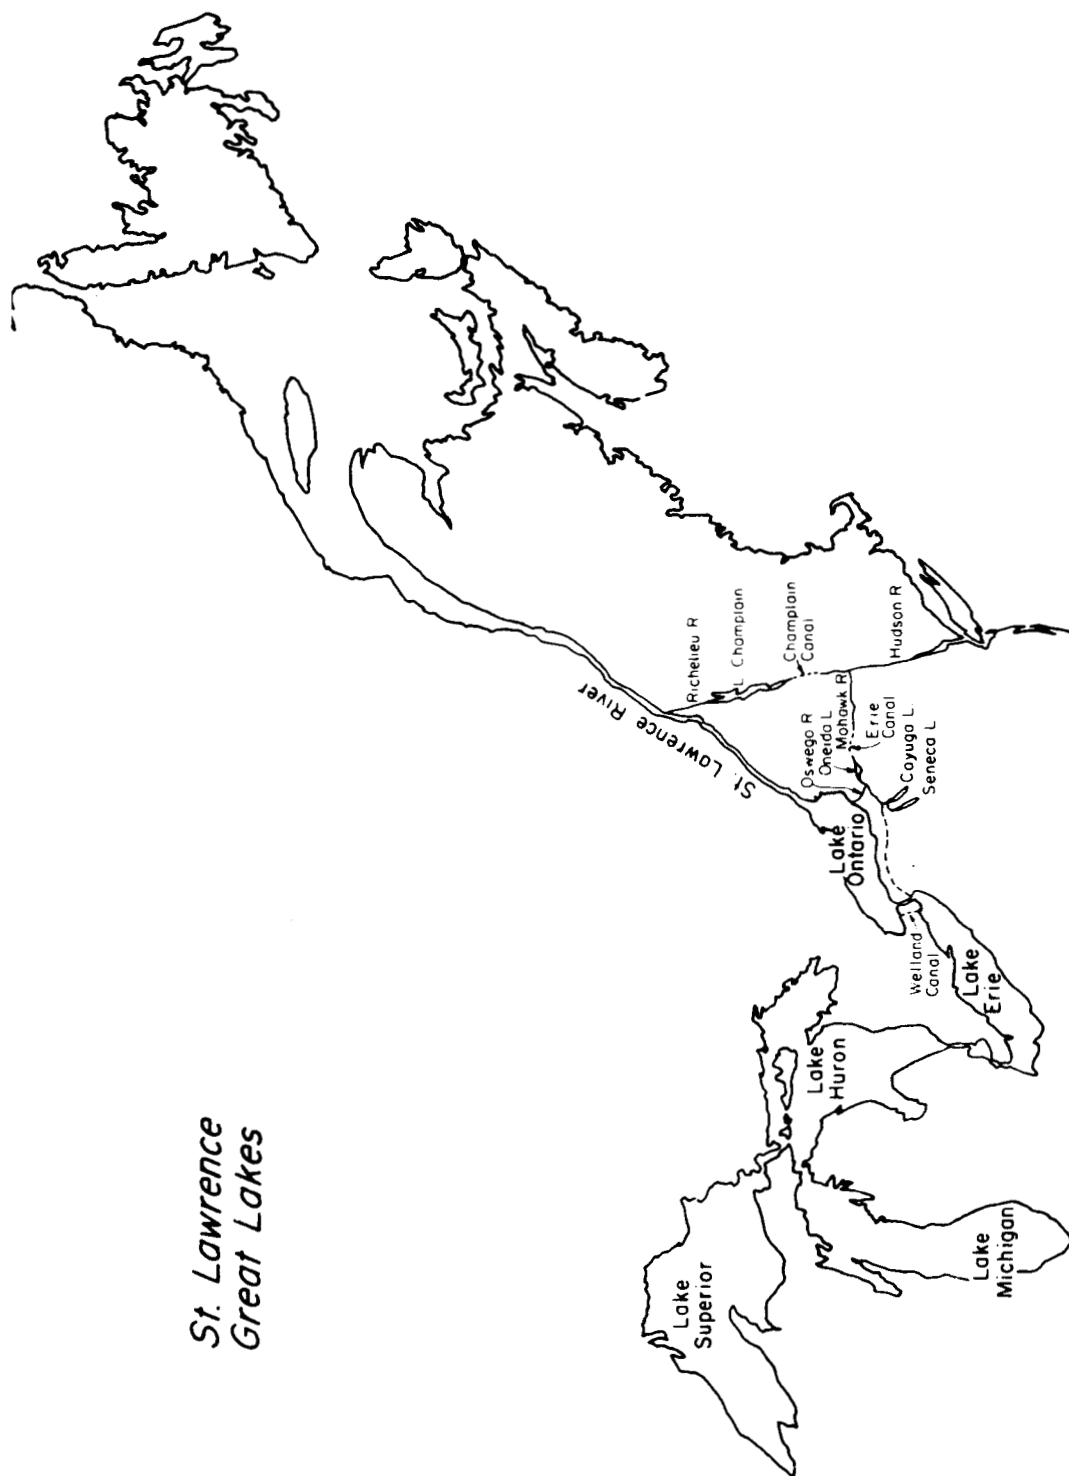 St. Lawrence
Great Lakes
Lake
Superior
Lake
Michigan
Lake
Huron
Lake
Erie
Welland
Canal
Lake
Ontario
St. Lawrence River
Richelieu R
L. Champlain
Champlain
Canal
Hudson R
Oswego R
Oneida L
Mohawk R
Erie
Canal
Cayuga L.
Seneca L